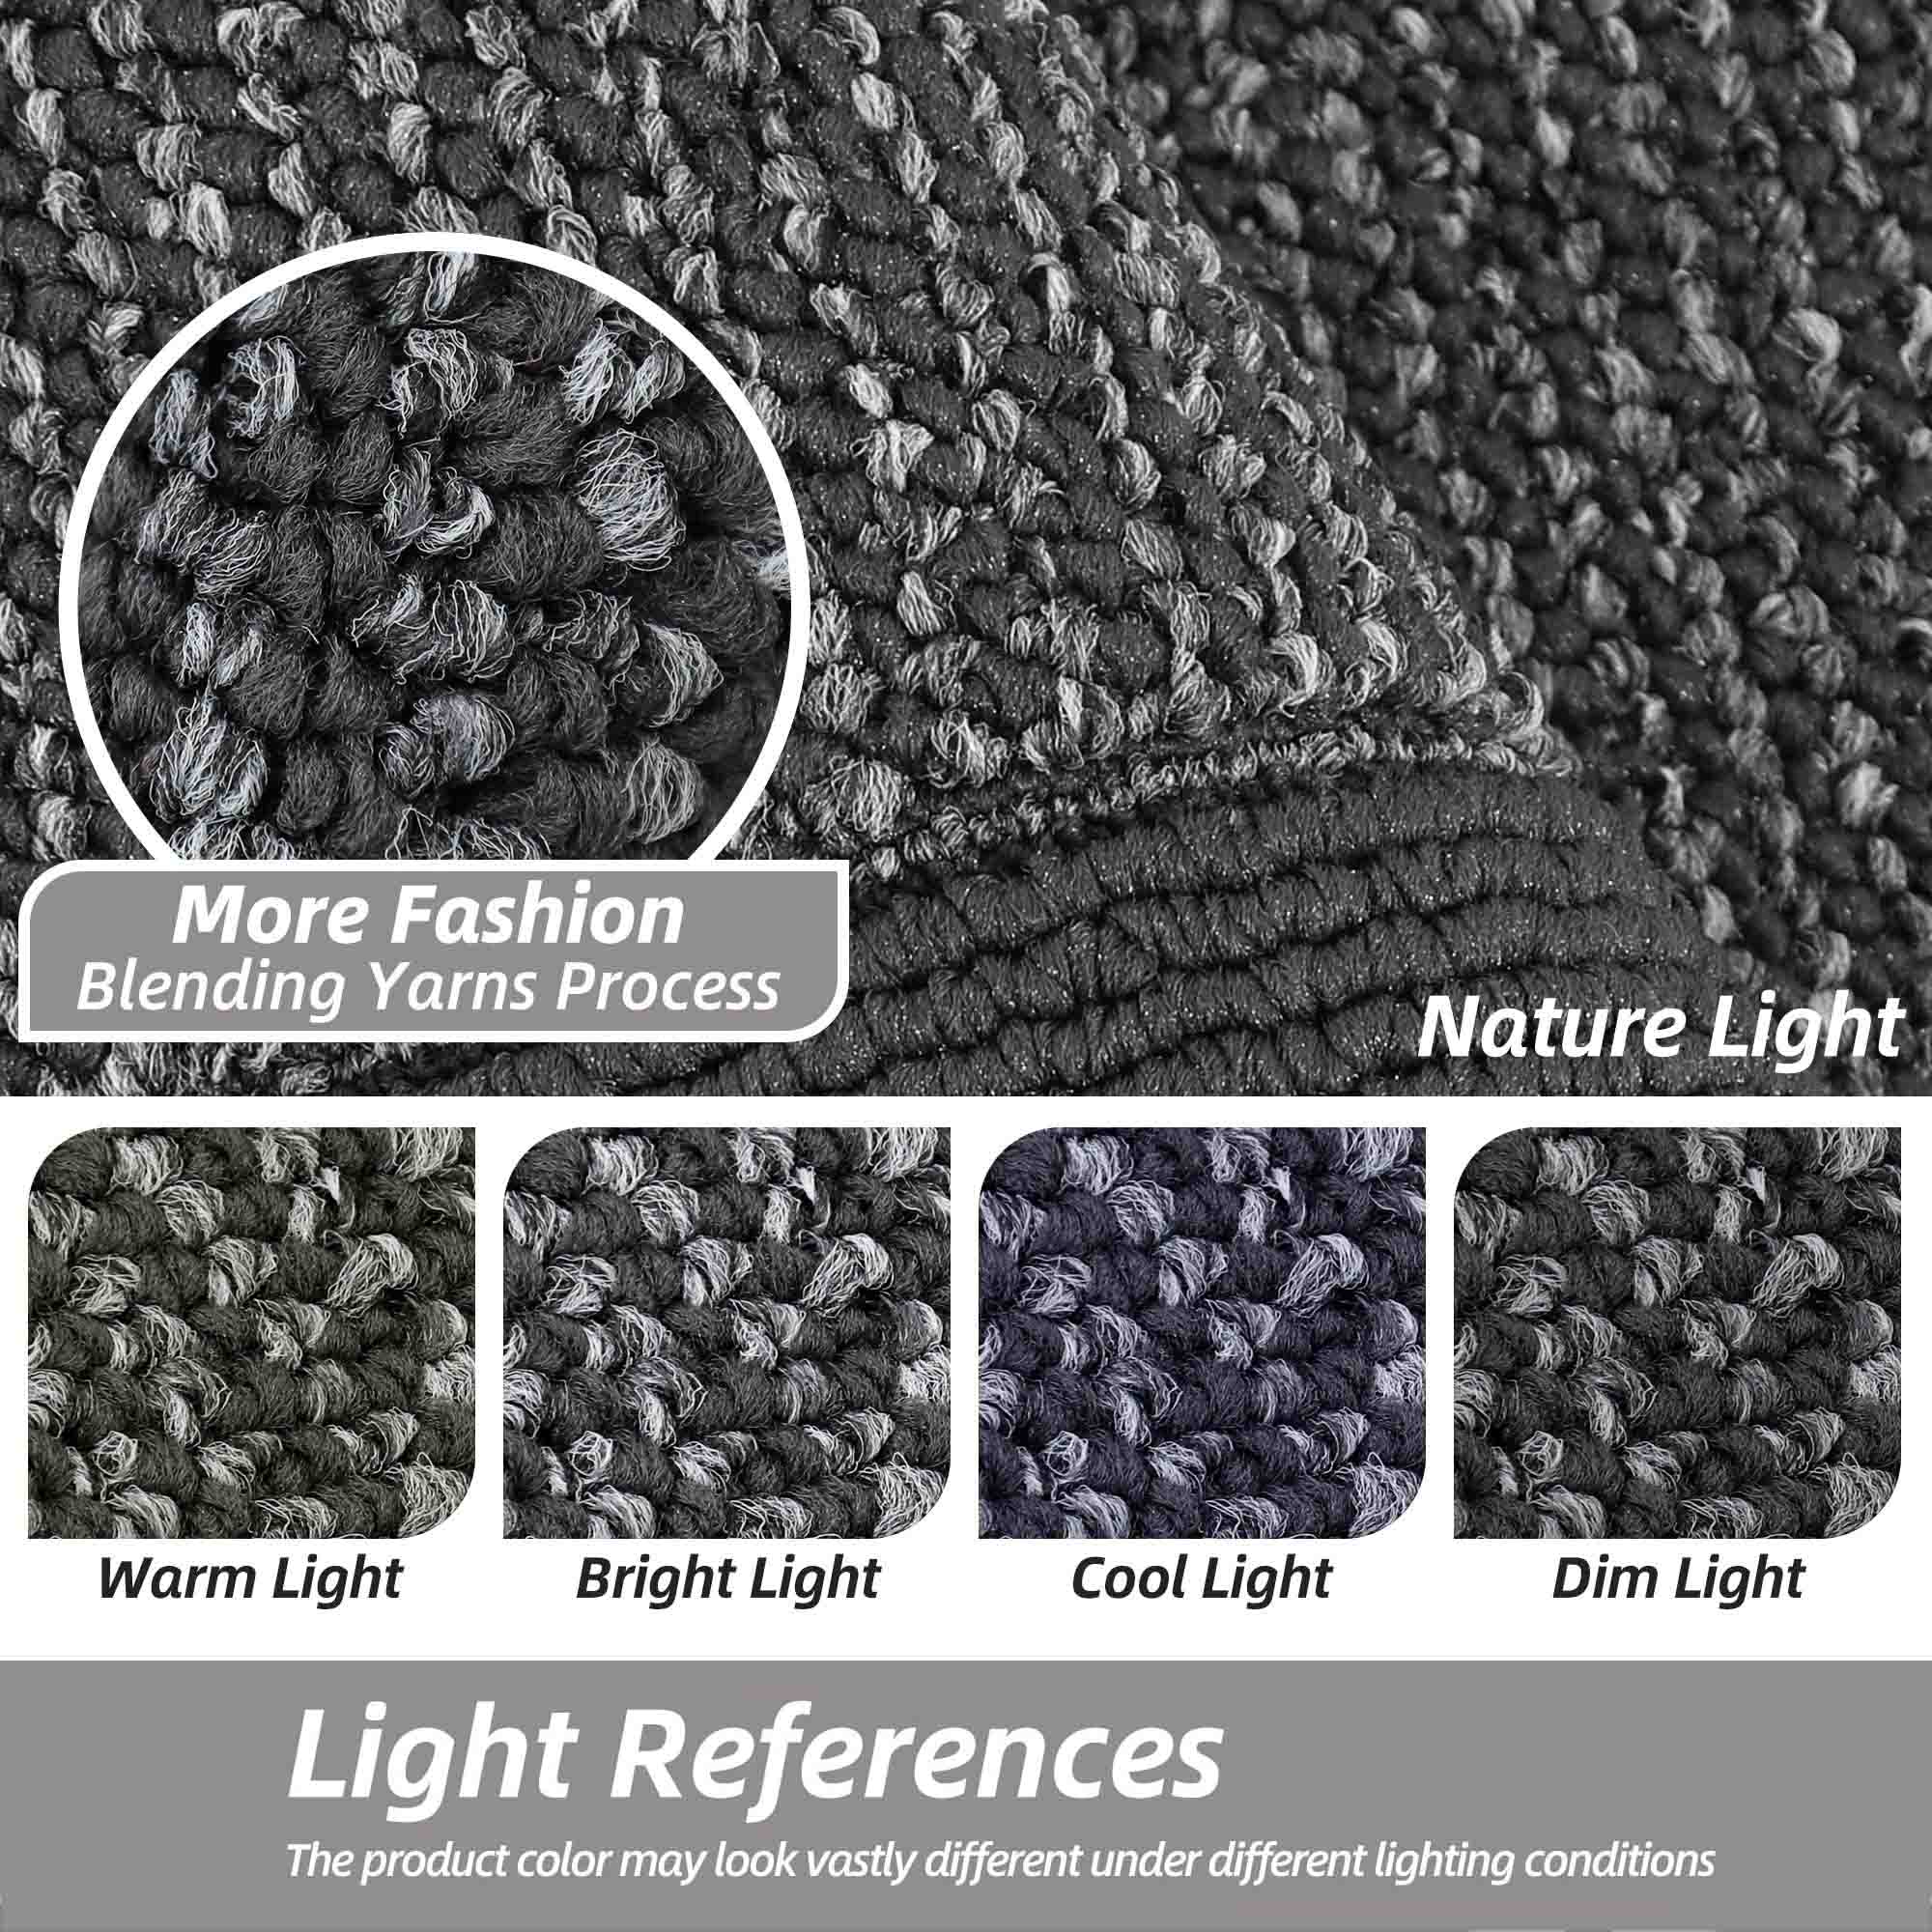 More Fashion
Blending Yarns Process
Nature Light
Warm Light
Bright Light
Cool Light
Dim Light
Light References
The product color may look vastly different under different lighting conditions